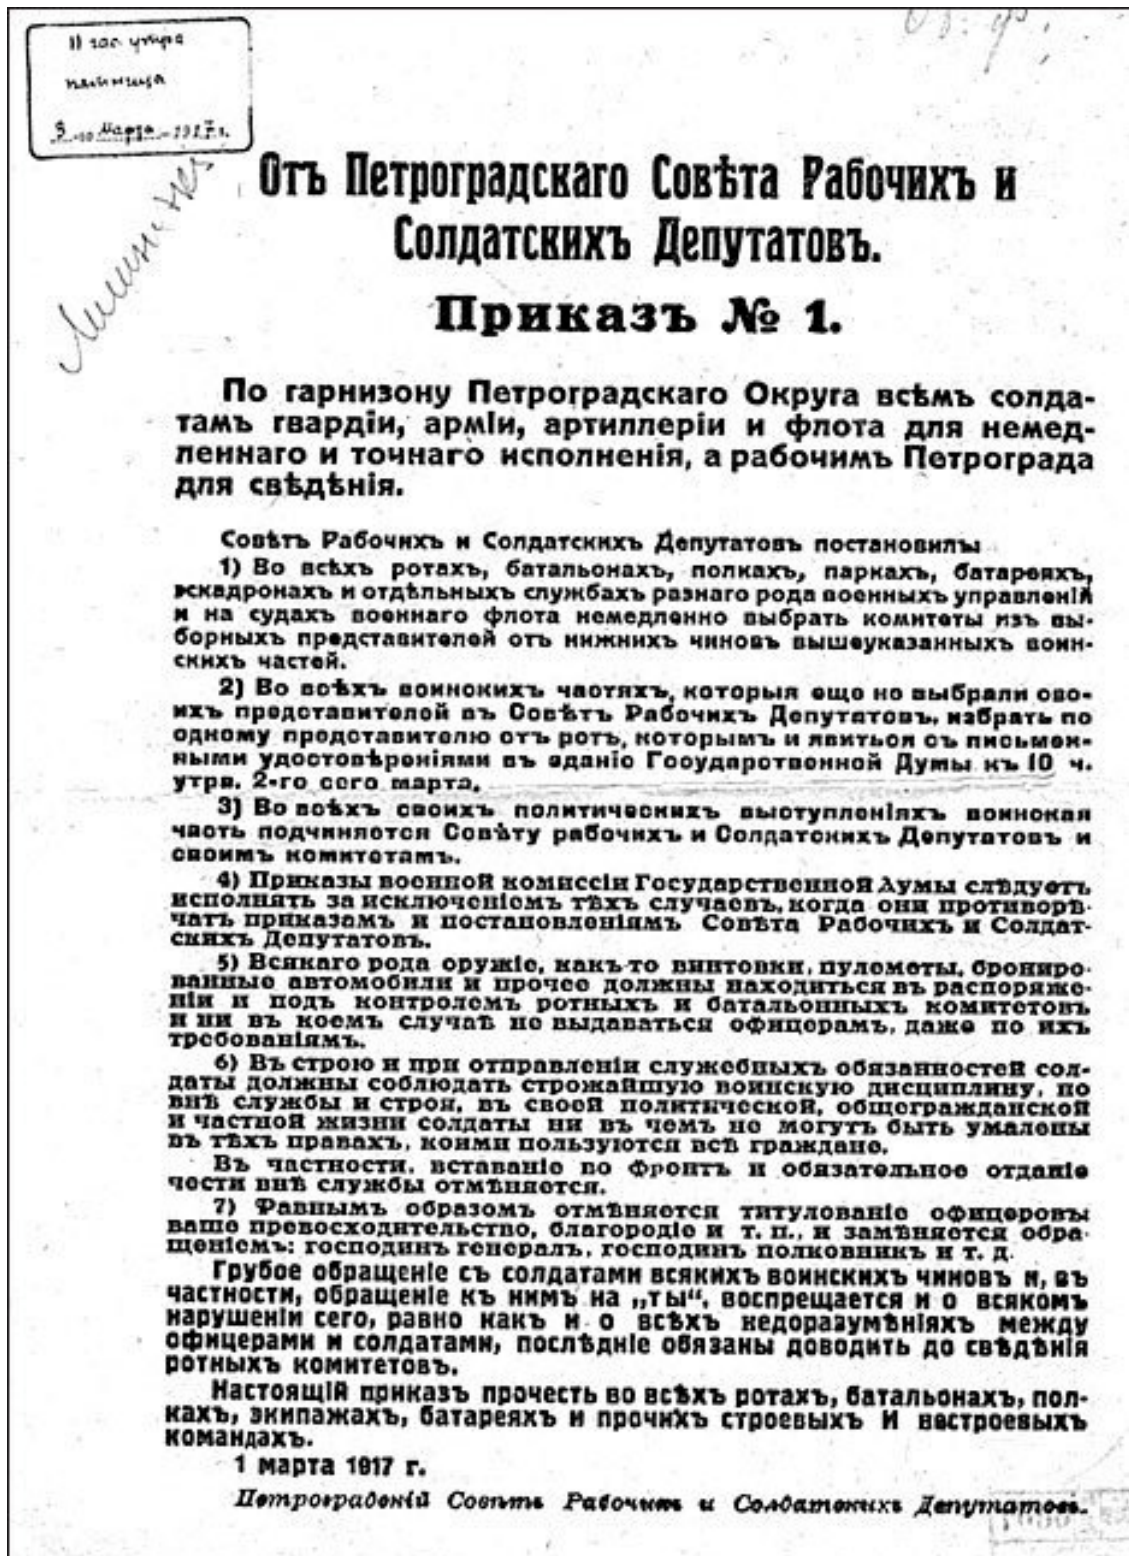 11 час. утра
пятница
3-го Марта 1917 г.
Отъ Петроградскаго Совѣта Рабочихъ и
Солдатскихъ Депутатовъ.
Приказъ № 1.
По гарнизону Петроградскаго Округа всѣмъ солда-
тамъ гвардіи, арміи, артиллеріи и флота для немед-
леннаго и точнаго исполненія, а рабочимъ Петрограда
для свѣдѣнія.
Совѣтъ Рабочихъ и Солдатскихъ Депутатовъ постановилъ:
1) Во всѣхъ ротахъ, батальонахъ, полкахъ, паркахъ, батареяхъ,
эскадронахъ и отдѣльныхъ службахъ разнаго рода военныхъ управленій
и на судахъ военнаго флота немедленно выбрать комитеты изъ вы-
борныхъ представителей отъ нижнихъ чиновъ вышеуказанныхъ воин-
скихъ частей.
2) Во всѣхъ воинскихъ частяхъ, которыя еще не выбрали сво-
ихъ представителей въ Совѣтъ Рабочихъ Депутатовъ, избрать по
одному представителю отъ ротъ, которымъ и явиться съ письмен-
ными удостовѣреніями въ зданіе Государственной Думы къ 10 ч.
утра. 2-го сего марта.
3) Во всѣхъ своихъ политическихъ выступленіяхъ воинская
часть подчиняется Совѣту рабочихъ и Солдатскихъ Депутатовъ и
своимъ комитетамъ.
4) Приказы военной комиссіи Государственной Думы слѣдуетъ
исполнять за исключеніемъ тѣхъ случаевъ, когда они противорѣ-
чатъ приказамъ и постановленіямъ Совѣта Рабочихъ и Солдат-
скихъ Депутатовъ.
5) Всякаго рода оружіе, какъ-то винтовки, пулеметы, брониро-
ванные автомобили и прочее должны находиться въ распоряже-
ніи и подъ контролемъ ротныхъ и батальонныхъ комитетовъ
и ни въ коемъ случаѣ не выдаваться офицерамъ, даже по ихъ
требованіямъ.
6) Въ строю и при отправленіи служебныхъ обязанностей сол-
даты должны соблюдать строжайшую воинскую дисциплину, но
внѣ службы и строя, въ своей политической, общегражданской
и частной жизни солдаты ни въ чемъ не могутъ быть умалены
въ тѣхъ правахъ, коими пользуются всѣ граждане.
Въ частности, вставаніе во фронтъ и обязательное отданіе
чести внѣ службы отмѣняется.
7) Равнымъ образомъ отмѣняется титулованіе офицеровъ:
ваше превосходительство, благородіе и т. п., и замѣняется обра-
щеніемъ: господинъ генералъ, господинъ полковникъ и т. д.
Грубое обращеніе съ солдатами всякихъ воинскихъ чиновъ и, въ
частности, обращеніе къ нимъ на „ты“, воспрещается и о всякомъ
нарушеніи сего, равно какъ и о всѣхъ недоразумѣніяхъ между
офицерами и солдатами, послѣдніе обязаны доводить до свѣдѣнія
ротныхъ комитетовъ.
Настоящій приказъ прочесть во всѣхъ ротахъ, батальонахъ, пол-
кахъ, экипажахъ, батареяхъ и прочихъ строевыхъ и нестроевыхъ
командахъ.
1 марта 1917 г.
Петроградскій Совѣтъ Рабочихъ и Солдатскихъ Депутатовъ.